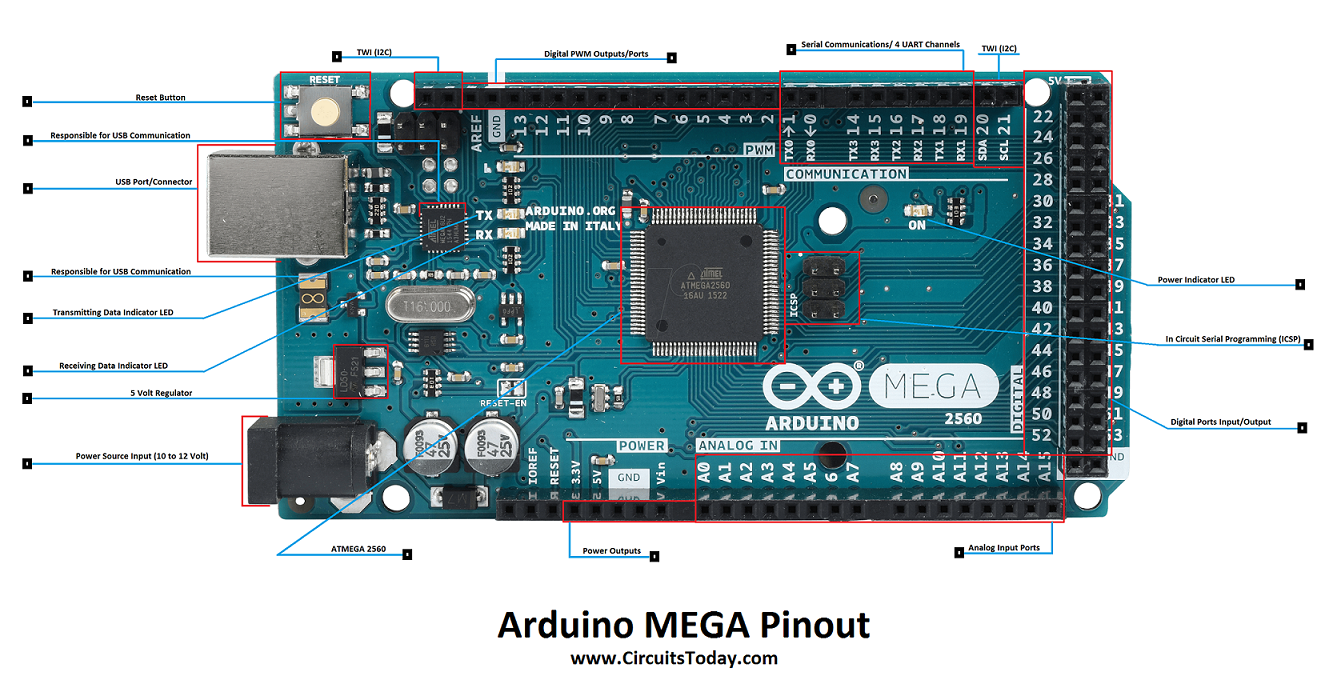 TWI (I2C)
Digital PWM Outputs/Ports
Serial Communications/ 4 UART Channels
TWI (I2C)
Reset Button
Responsible for USB Communication
USB Port/Connector
Responsible for USB Communication
Transmitting Data Indicator LED
Receiving Data Indicator LED
5 Volt Regulator
Power Source Input (10 to 12 Volt)
ATMEGA 2560
Power Outputs
Analog Input Ports
Power Indicator LED
In Circuit Serial Programming (ICSP)
Digital Ports Input/Output
RESET
AREF
GND
13
12
11
10
9
8
7
6
5
4
3
2
TX0→1
RX0←0
TX3 14
RX3 15
TX2 16
RX2 17
TX1 18
RX1 19
SDA 20
SCL 21
PWM
COMMUNICATION
5V
22
24
26
28
30
32
34
36
38
40
42
44
46
48
50
52
DIGITAL
L
TX
RX
ARDUINO.ORG
MADE IN ITALY
ON
ATMEL
ATMEGA2560
16AU 1522
ICSP
T16.000
RESET-EN
47
25V
47
25V
ARDUINO
MEGA
2560
POWER
ANALOG IN
IOREF
RESET
3.3V
5V
GND
Vin
A0
A1
A2
A3
A4
A5
A7
A8
A9
A10
A11
A12
A13
A14
A15
Arduino MEGA Pinout
www.CircuitsToday.com